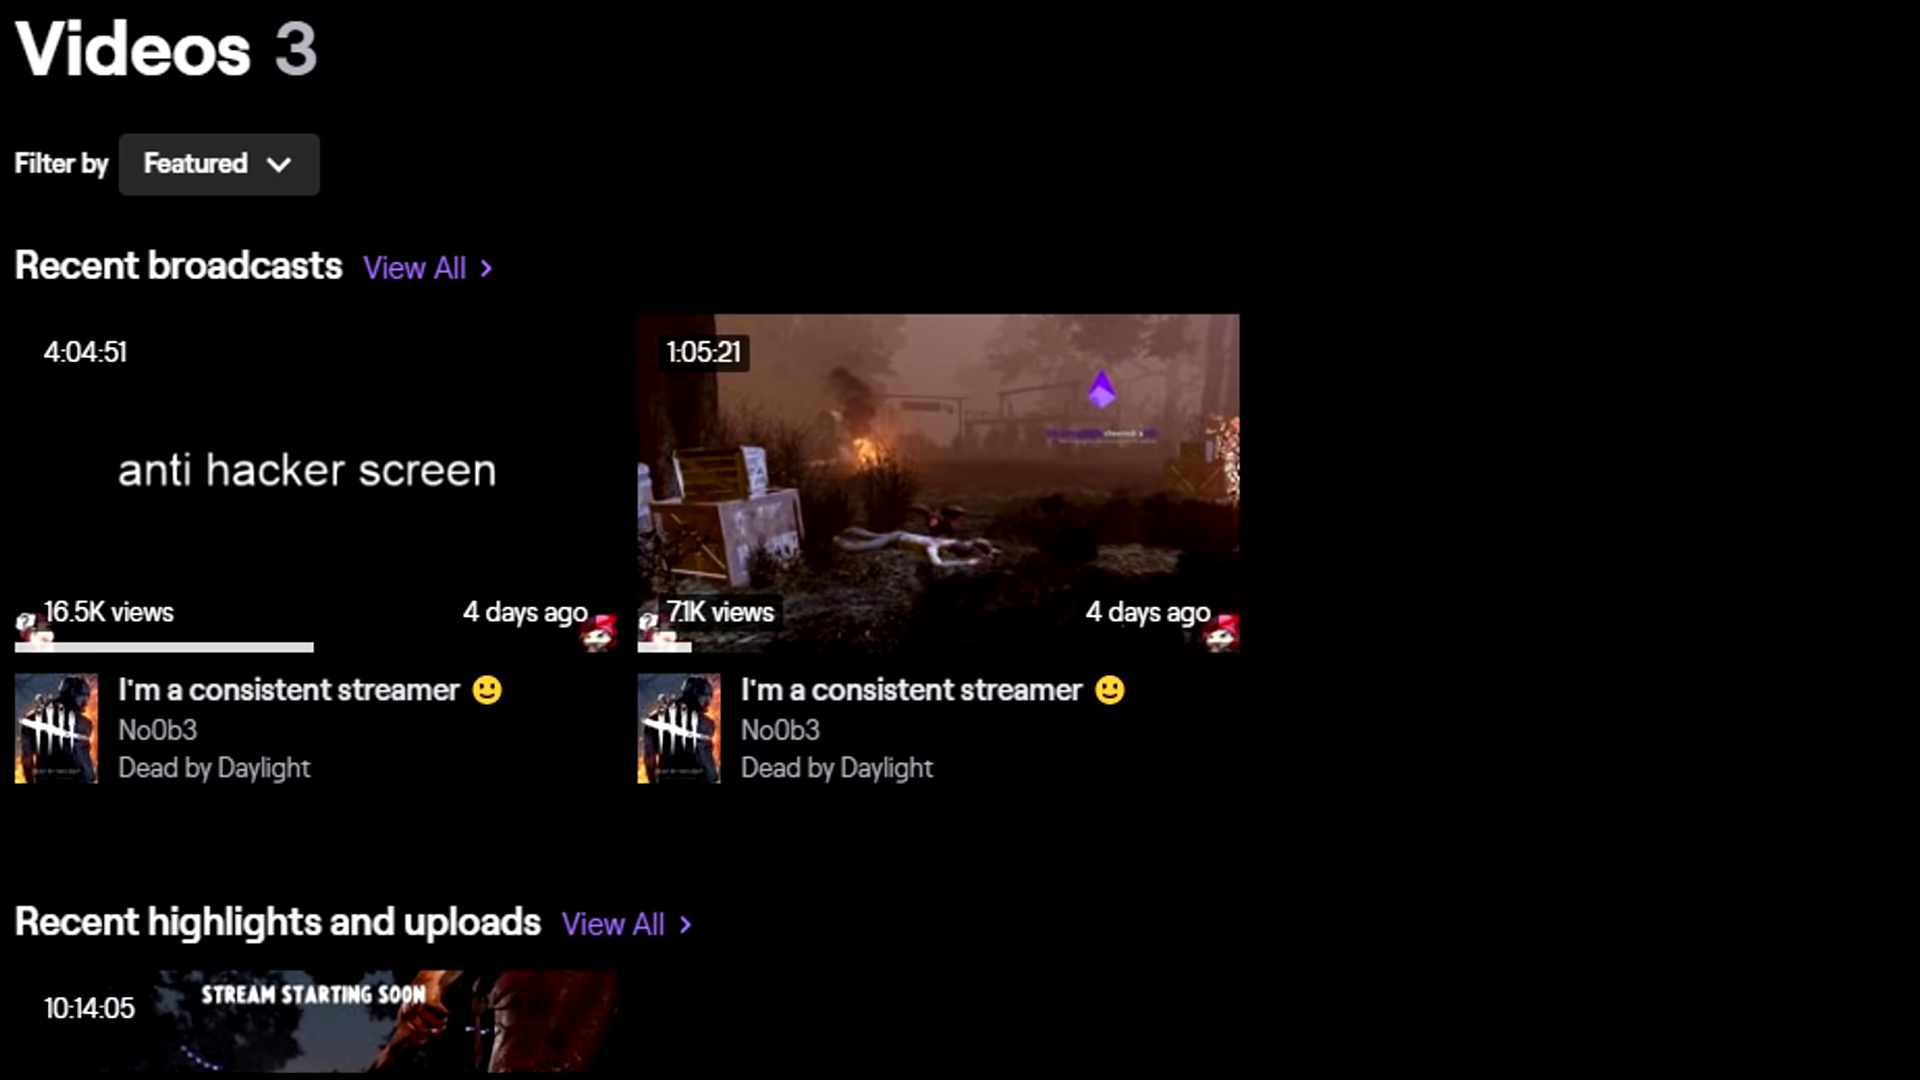 Videos 3
Filter by Featured
Recent broadcasts View All
4:04:51
anti hacker screen
16.5K views
4 days ago
I'm a consistent streamer 🙂
No0b3
Dead by Daylight
1:05:21
7.1K views
4 days ago
I'm a consistent streamer 🙂
No0b3
Dead by Daylight
Recent highlights and uploads View All
10:14:05
STREAM STARTING SOON